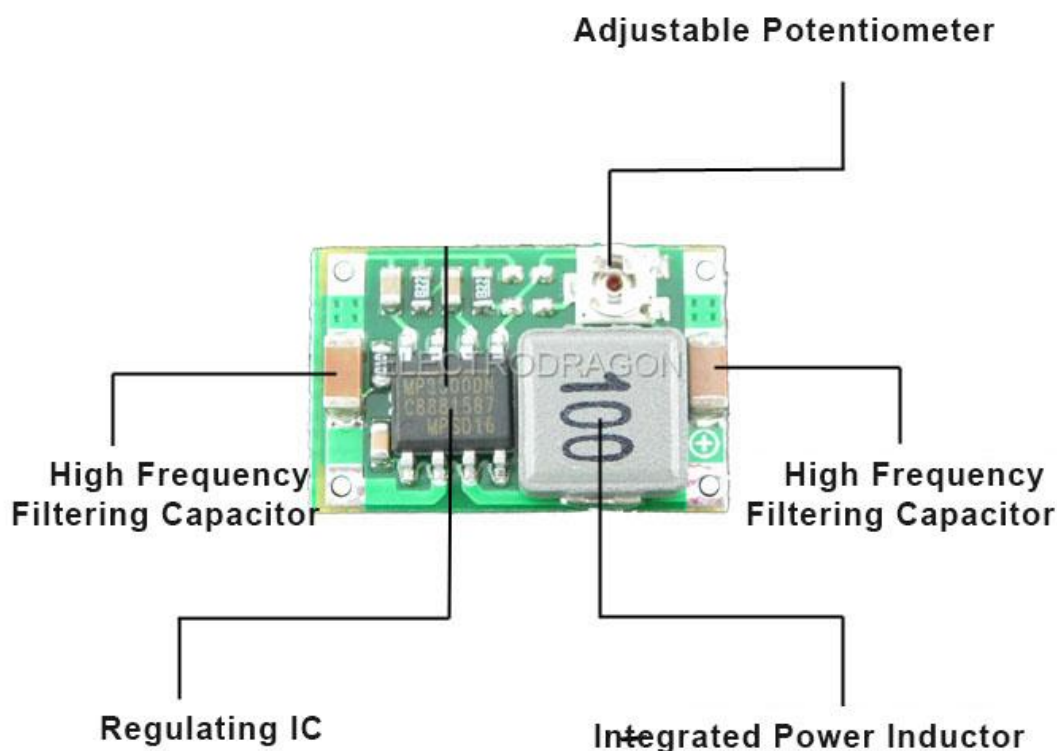 Adjustable Potentiometer
ELECTRODRAGON
C8881587
MPSD16
100
High Frequency
Filtering Capacitor
High Frequency
Filtering Capacitor
Regulating IC
Integrated Power Inductor